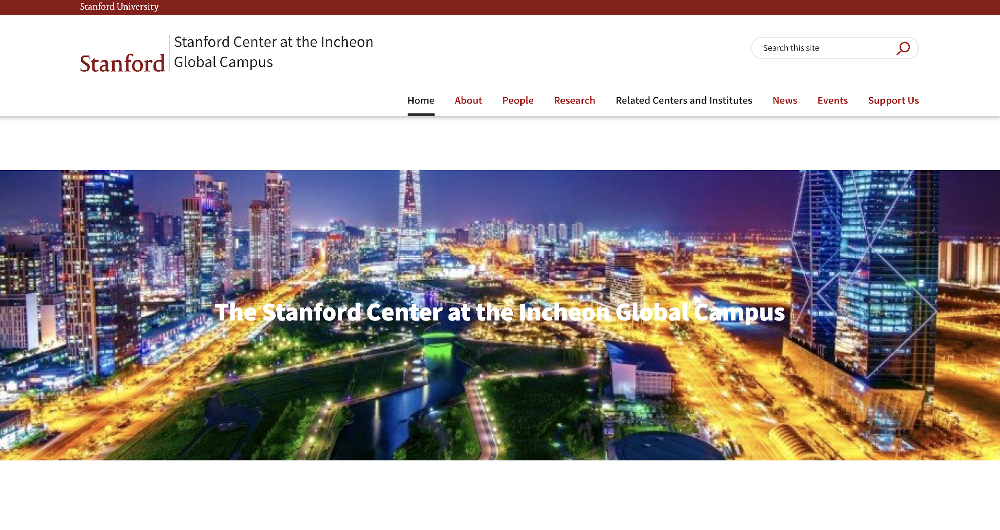 Stanford University
Stanford
Stanford Center at the Incheon
Global Campus
Search this site
Home About People Research Related Centers and Institutes News Events Support Us
The Stanford Center at the Incheon Global Campus